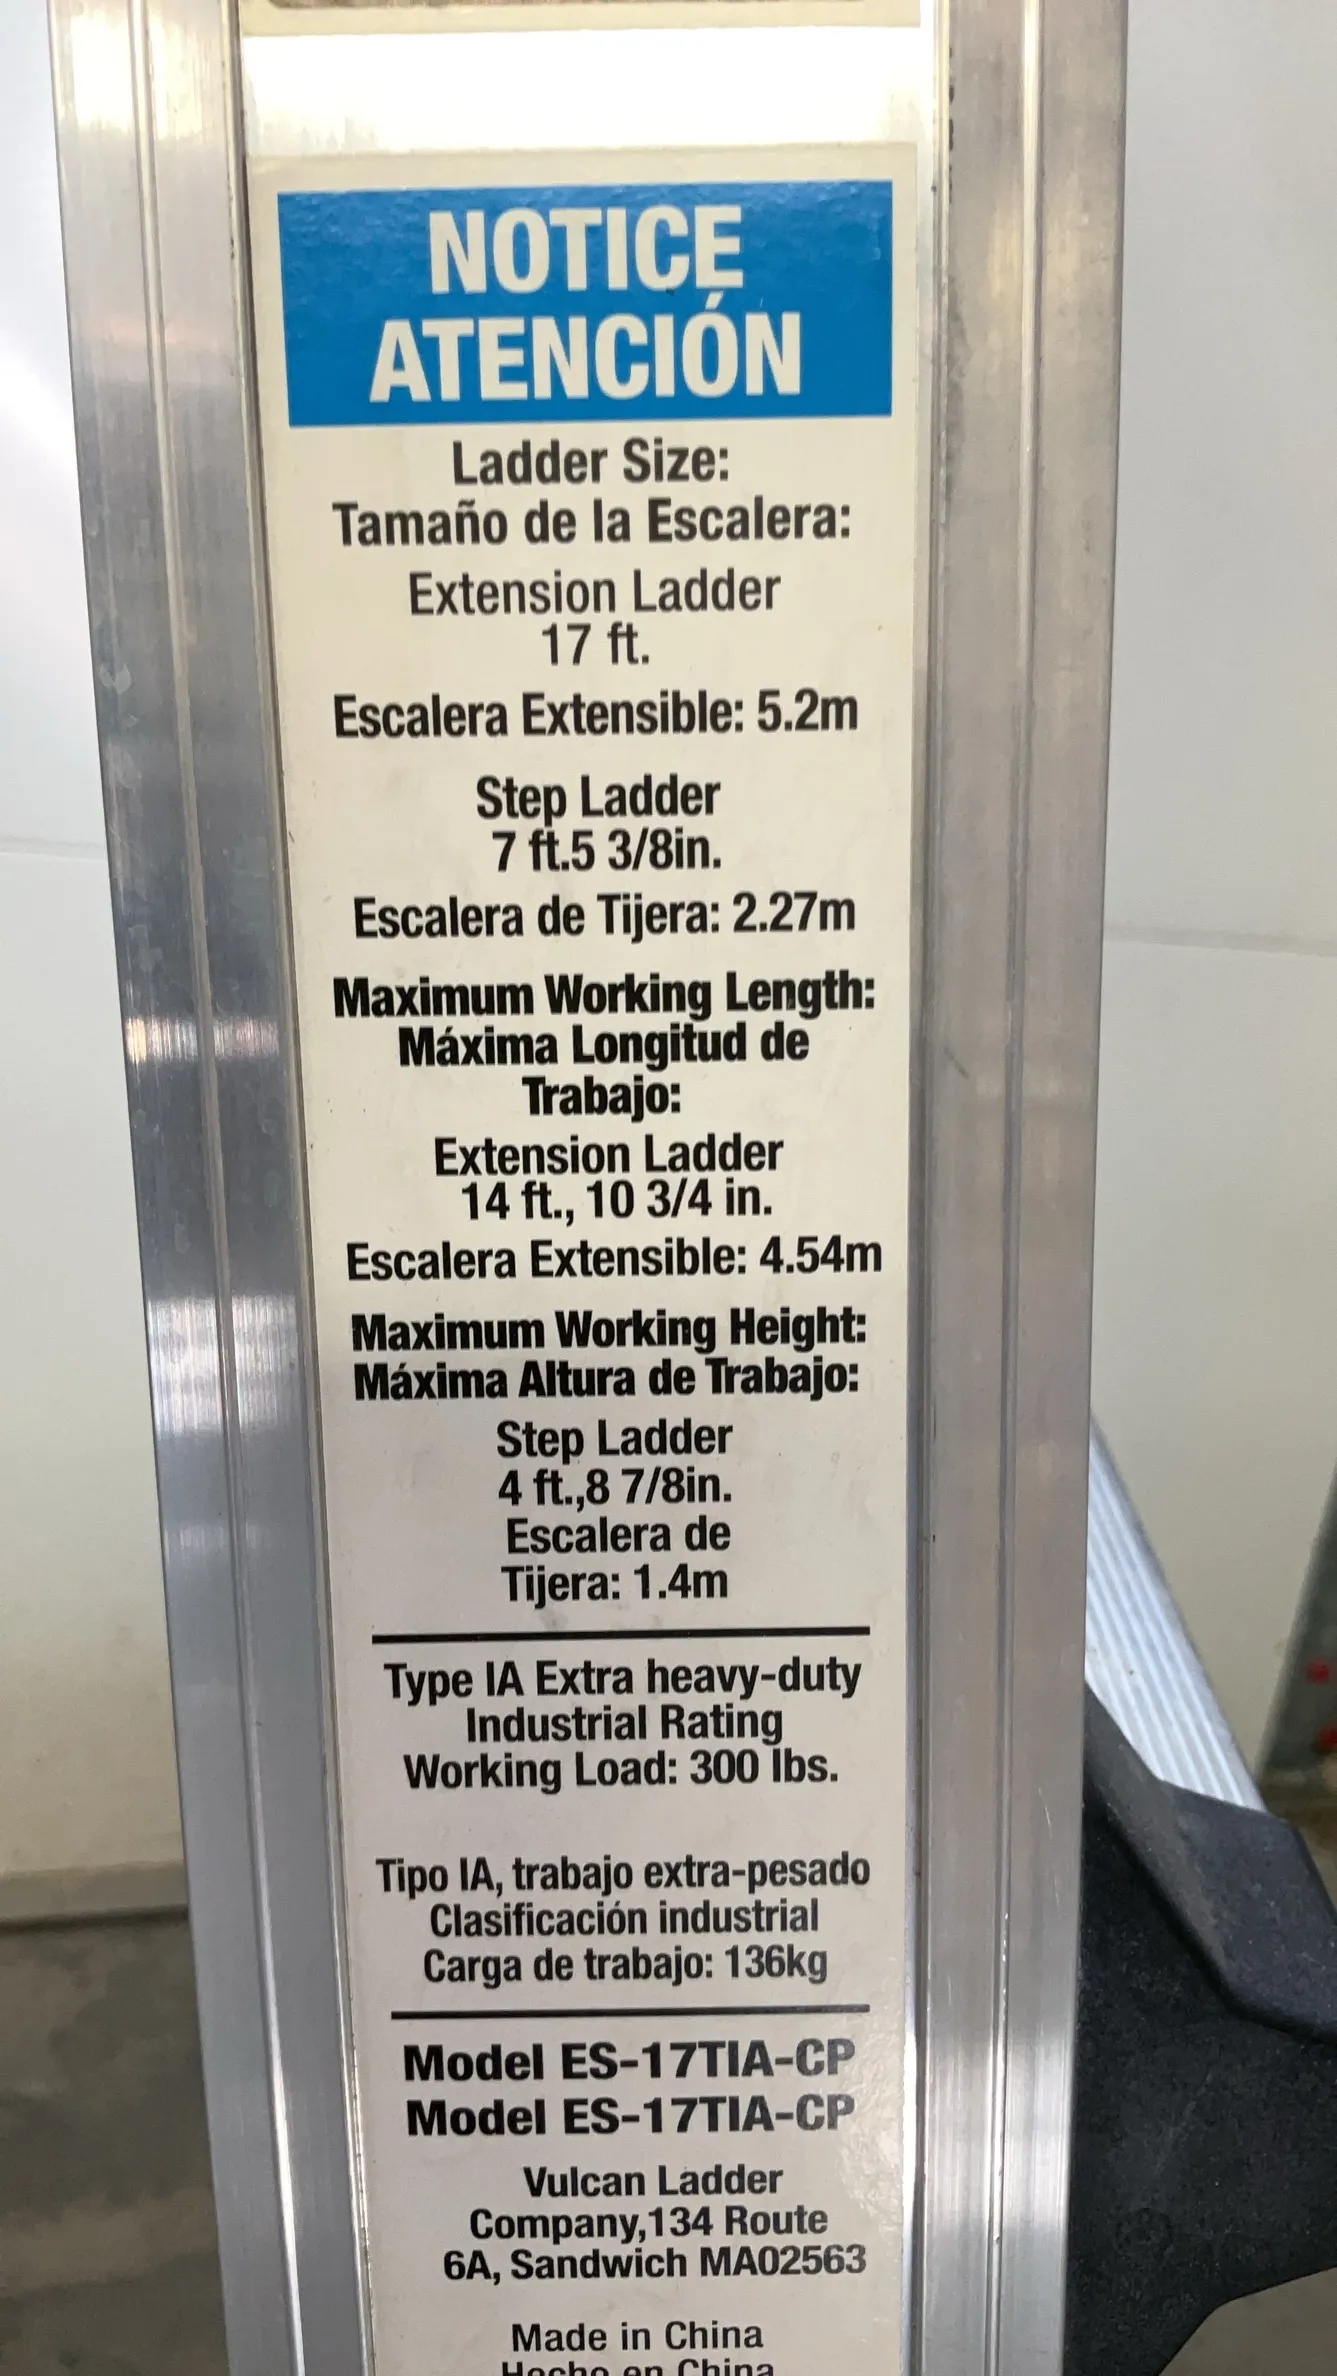 NOTICE
ATENCIÓN
Ladder Size:
Tamaño de la Escalera:
Extension Ladder
17 ft.
Escalera Extensible: 5.2m
Step Ladder
7 ft.5 3/8in.
Escalera de Tijera: 2.27m
Maximum Working Length:
Máxima Longitud de
Trabajo:
Extension Ladder
14 ft., 10 3/4 in.
Escalera Extensible: 4.54m
Maximum Working Height:
Máxima Altura de Trabajo:
Step Ladder
4 ft.,8 7/8in.
Escalera de
Tijera: 1.4m
Type IA Extra heavy-duty
Industrial Rating
Working Load: 300 lbs.
Tipo IA, trabajo extra-pesado
Clasificación industrial
Carga de trabajo: 136kg
Model ES-17TIA-CP
Model ES-17TIA-CP
Vulcan Ladder
Company,134 Route
6A, Sandwich MA02563
Made in China
Hecho en China